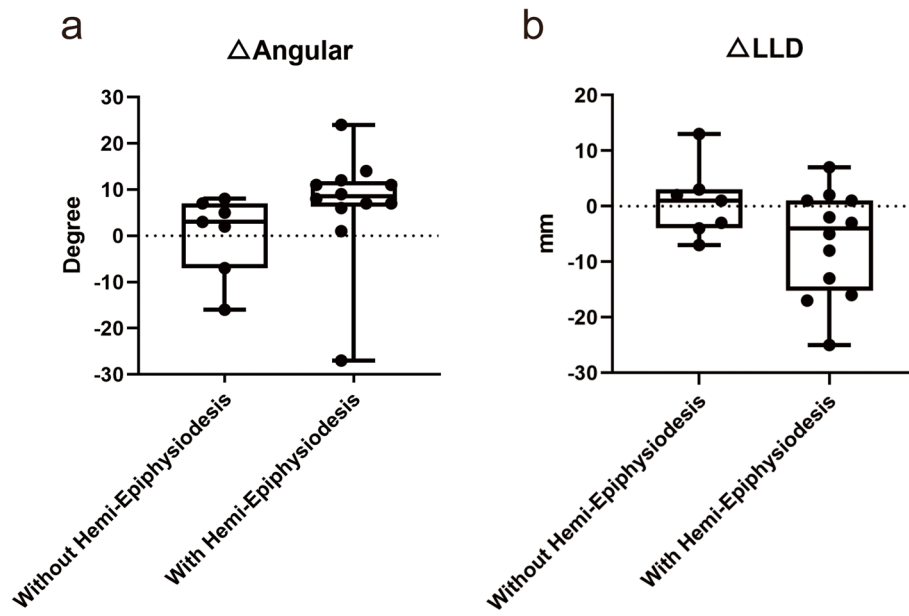 a
△Angular
Degree
30
20
10
0
-10
-20
-30
Without Hemi-Epiphysiodesis
With Hemi-Epiphysiodesis
b
△LLD
mm
20
10
0
-10
-20
-30
Without Hemi-Epiphysiodesis
With Hemi-Epiphysiodesis